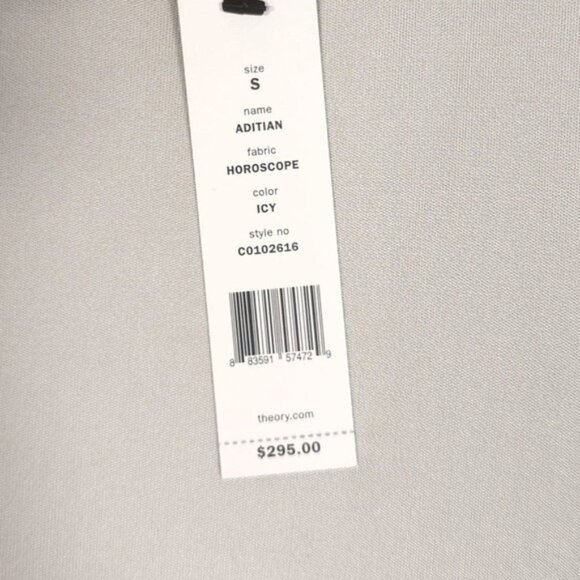 size
S
name
ADITIAN
fabric
HOROSCOPE
color
ICY
style no
C0102616
8 83591 57472 9
theory.com
$295.00